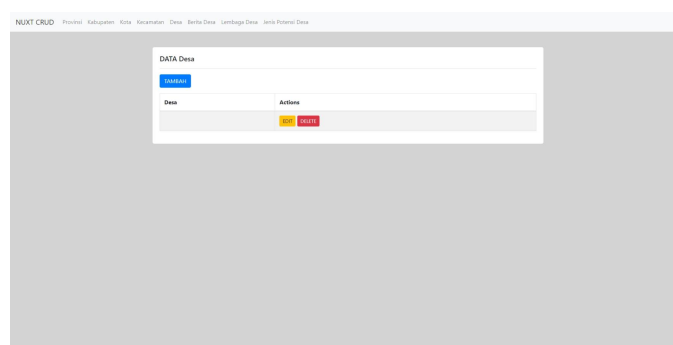 NUXT CRUD Provinsi Kabupaten Kota Kecamatan Desa Berita Desa Lembaga Desa Jenis Potensi Desa
DATA Desa
TAMBAH
Desa Actions
EDIT DELETE